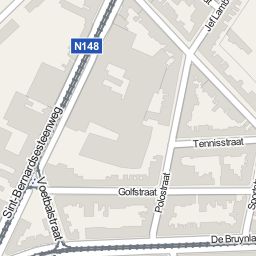 N148
Jef Lamb
Tennisstraat
Sint-Bernardsesteenweg
Voetbalstraat
Golfstraat
Polostraat
De Bruynla